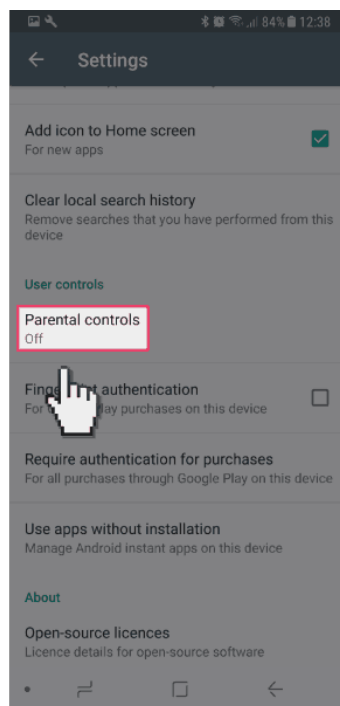 84% 12:38
Settings
Add icon to Home screen
For new apps
Clear local search history
Remove searches that you have performed from this
device
User controls
Parental controls
Off
authentication
purchases on this device
Require authentication for purchases
For all purchases through Google Play on this device
Use apps without installation
Manage Android instant apps on this device
About
Open-source licences
Licence details for open-source software